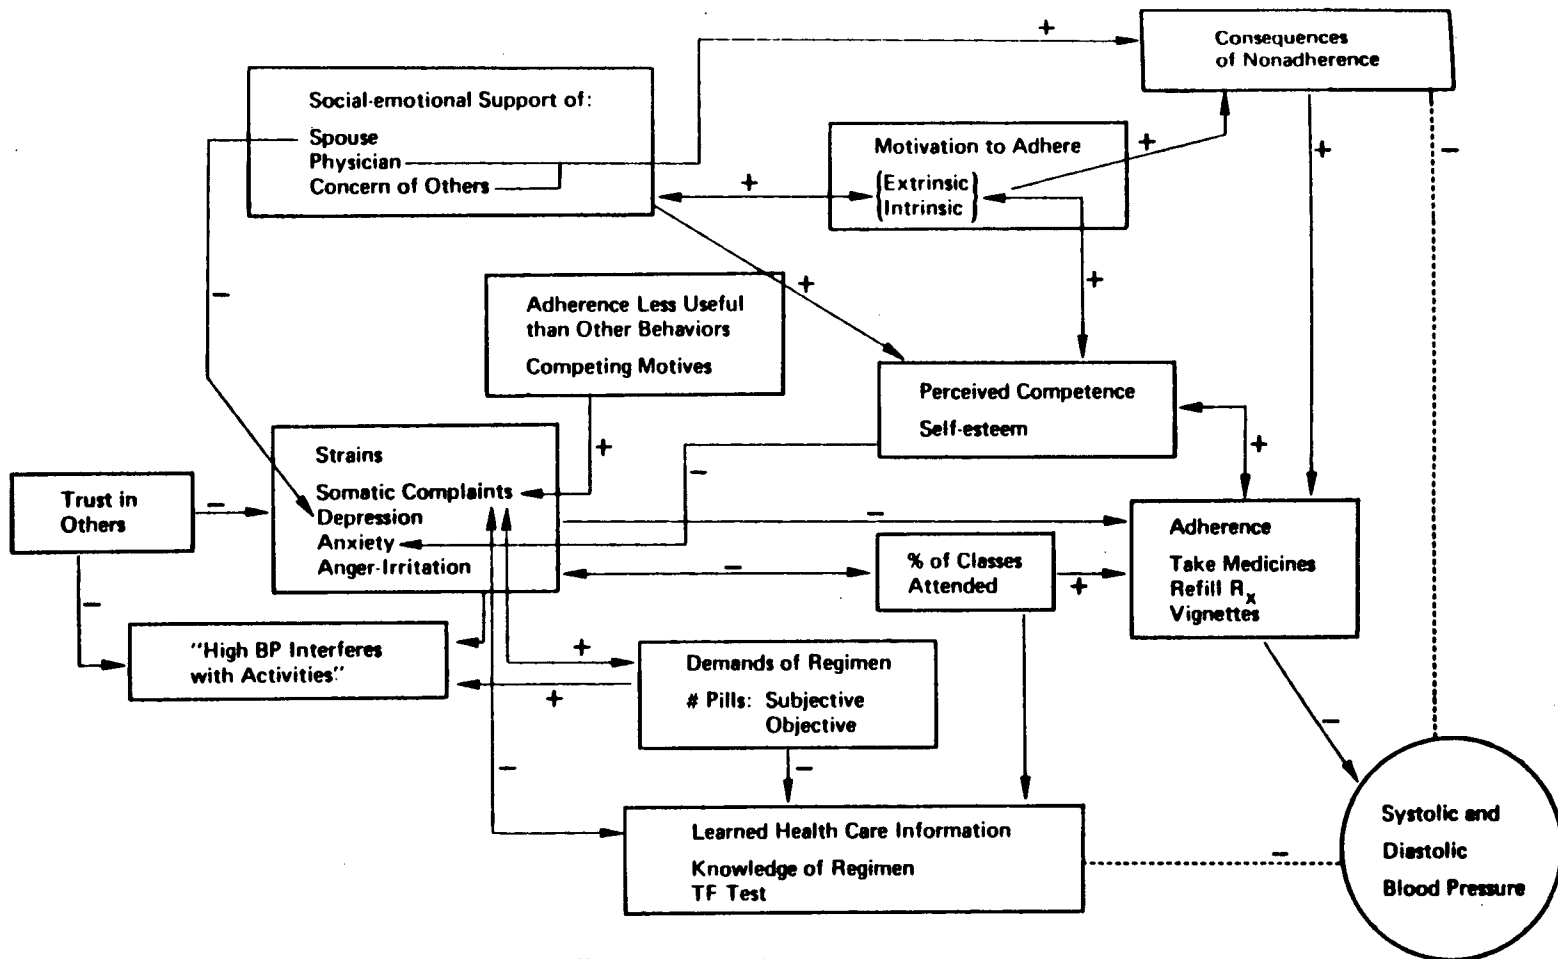 Consequences
of Nonadherence
Social-emotional Support of:
Spouse
Physician
Concern of Others
Motivation to Adhere
{Extrinsic}
{Intrinsic}
Adherence Less Useful
than Other Behaviors
Competing Motives
Perceived Competence
Self-esteem
Strains
Somatic Complaints
Depression
Anxiety
Anger-Irritation
Trust in
Others
% of Classes
Attended
Adherence
Take Medicines
Refill Rx
Vignettes
"High BP Interferes
with Activities"
Demands of Regimen
# Pills: Subjective
Objective
Learned Health Care Information
Knowledge of Regimen
TF Test
Systolic and
Diastolic
Blood Pressure
+
+
+
+
+
+
+
+
+
+
+
−
−
−
−
−
−
−
−
−
−
−